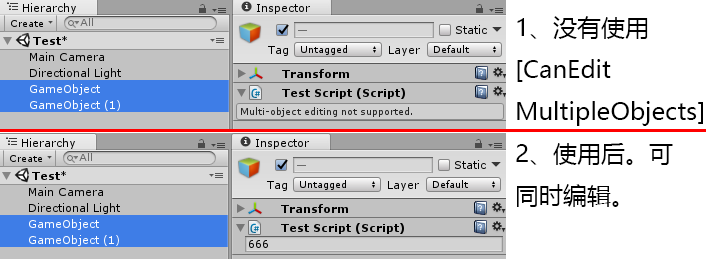 Hierarchy
Create
All
Test*
Main Camera
Directional Light
GameObject
GameObject (1)
Inspector
—
Static
Tag Untagged Layer Default
Transform
Test Script (Script)
Multi-object editing not supported.
1、没有使用
[CanEdit
MultipleObjects]
Hierarchy
Create
All
Test*
Main Camera
Directional Light
GameObject
GameObject (1)
Inspector
—
Static
Tag Untagged Layer Default
Transform
Test Script (Script)
666
2、使用后。可
同时编辑。